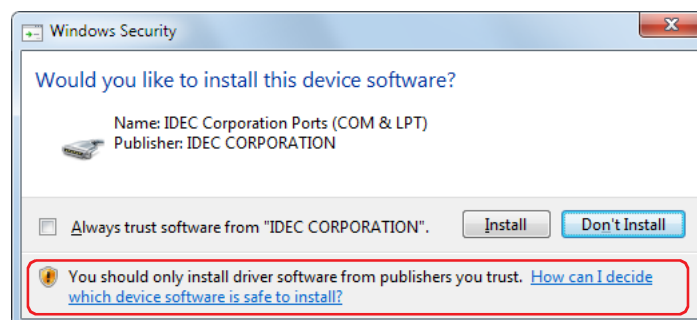 Windows Security
Would you like to install this device software?
Name: IDEC Corporation Ports (COM & LPT)
Publisher: IDEC CORPORATION
Always trust software from "IDEC CORPORATION". Install Don't Install
You should only install driver software from publishers you trust. How can I decide
which device software is safe to install?